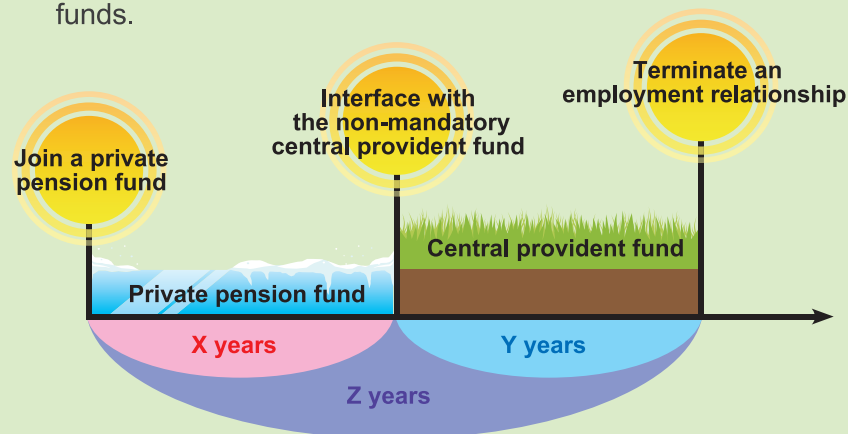 funds.
Join a private
pension fund
Interface with
the non-mandatory
central provident fund
Terminate an
employment relationship
Private pension fund
Central provident fund
X years
Y years
Z years